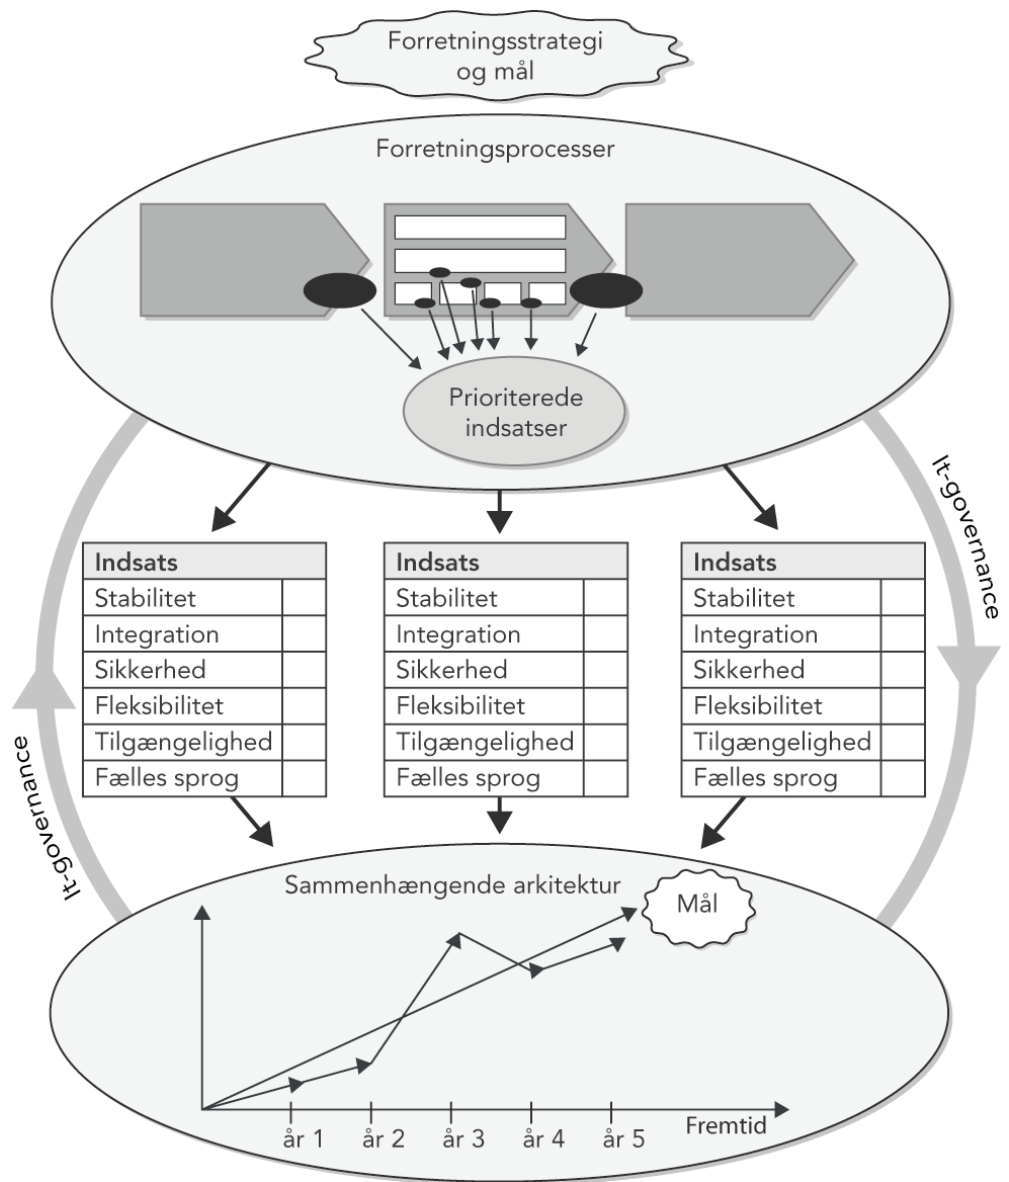 Forretningsstrategi
og mål
Forretningsprocesser
Prioriterede
indsatser
It-governance
Indsats
Stabilitet
Integration
Sikkerhed
Fleksibilitet
Tilgængelighed
Fælles sprog
Indsats
Stabilitet
Integration
Sikkerhed
Fleksibilitet
Tilgængelighed
Fælles sprog
Indsats
Stabilitet
Integration
Sikkerhed
Fleksibilitet
Tilgængelighed
Fælles sprog
It-governance
Sammenhængende arkitektur
Mål
Fremtid
år 1 år 2 år 3 år 4 år 5